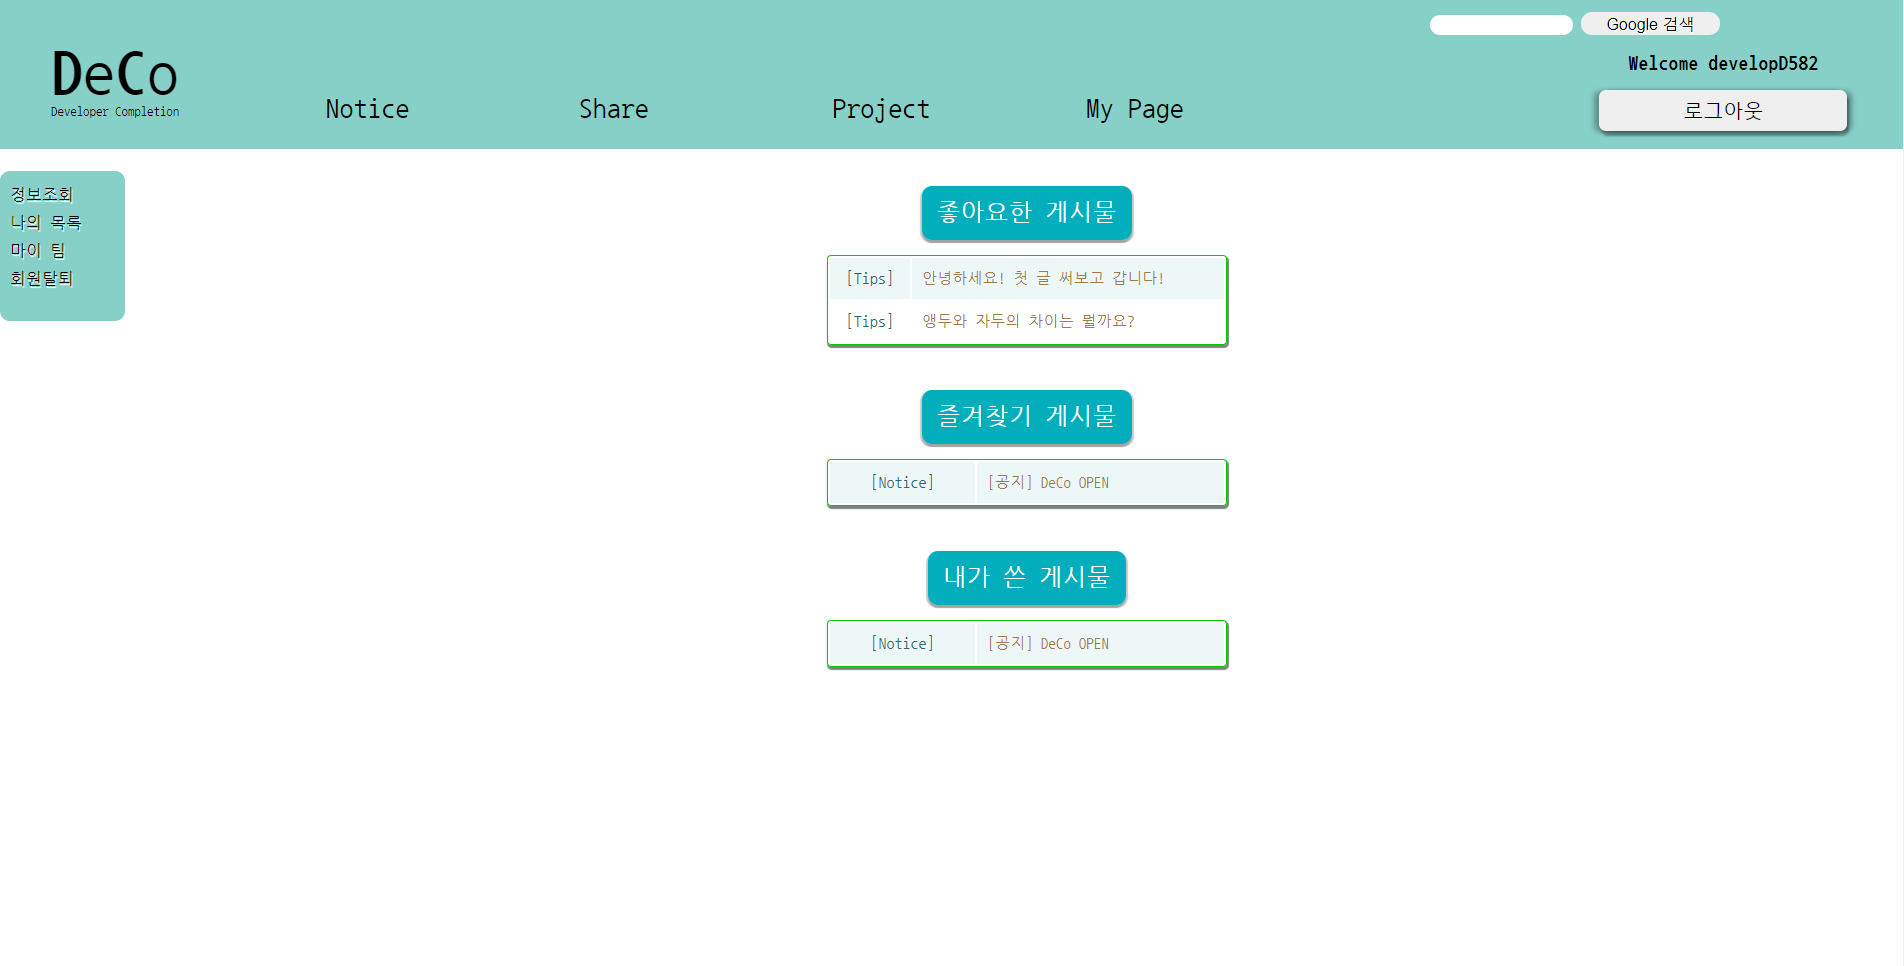 Google 검색
DeCo
Developer Completion
Welcome developD582
Notice Share Project My Page
로그아웃
정보조회
나의 목록
마이 팀
회원탈퇴
좋아요한 게시물
[Tips] 안녕하세요! 첫 글 써보고 갑니다!
[Tips] 앵두와 자두의 차이는 뭘까요?
즐겨찾기 게시물
[Notice] [공지] DeCo OPEN
내가 쓴 게시물
[Notice] [공지] DeCo OPEN